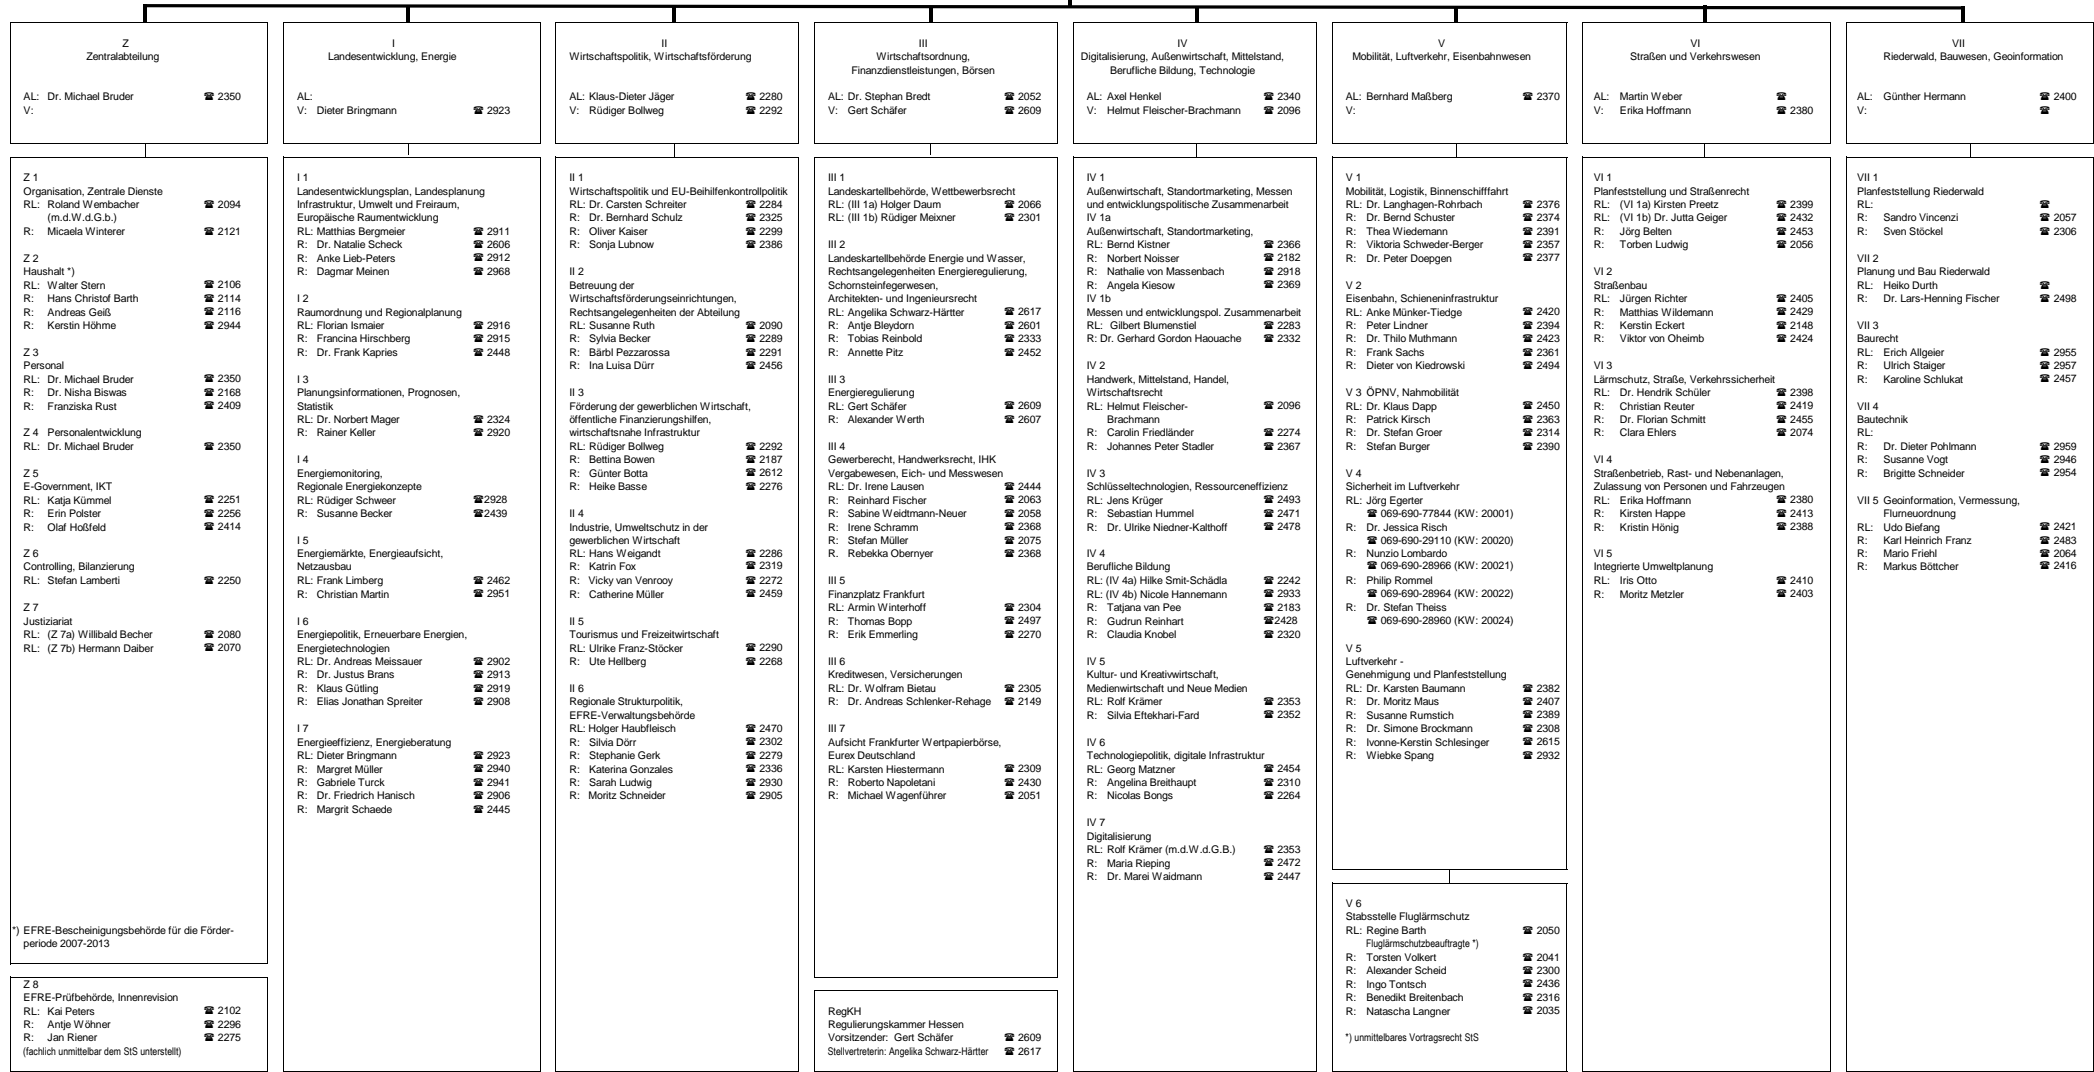 Z
Zentralabteilung
AL: Dr. Michael Bruder ☎ 2350
V:
Z 1
Organisation, Zentrale Dienste
RL: Roland Wembacher ☎ 2094
(m.d.W.d.G.b.)
R: Micaela Winterer ☎ 2121
Z 2
Haushalt *)
RL: Walter Stern ☎ 2106
R: Hans Christof Barth ☎ 2114
R: Andreas Geiß ☎ 2116
R: Kerstin Höhme ☎ 2944
Z 3
Personal
RL: Dr. Michael Bruder ☎ 2350
R: Dr. Nisha Biswas ☎ 2168
R: Franziska Rust ☎ 2409
Z 4 Personalentwicklung
RL: Dr. Michael Bruder ☎ 2350
Z 5
E-Government, IKT
RL: Katja Kümmel ☎ 2251
R: Erin Polster ☎ 2256
R: Olaf Hoßfeld ☎ 2414
Z 6
Controlling, Bilanzierung
RL: Stefan Lamberti ☎ 2250
Z 7
Justiziariat
RL: (Z 7a) Willibald Becher ☎ 2080
RL: (Z 7b) Hermann Daiber ☎ 2070
*) EFRE-Bescheinigungsbehörde für die Förder-
periode 2007-2013
Z 8
EFRE-Prüfbehörde, Innenrevision
RL: Kai Peters ☎ 2102
R: Antje Wöhner ☎ 2296
R: Jan Riener ☎ 2275
(fachlich unmittelbar dem StS unterstellt)
I
Landesentwicklung, Energie
AL:
V: Dieter Bringmann ☎ 2923
I 1
Landesentwicklungsplan, Landesplanung
Infrastruktur, Umwelt und Freiraum,
Europäische Raumentwicklung
RL: Matthias Bergmeier ☎ 2911
R: Dr. Natalie Scheck ☎ 2606
R: Anke Lieb-Peters ☎ 2912
R: Dagmar Meinen ☎ 2968
I 2
Raumordnung und Regionalplanung
RL: Florian Ismaier ☎ 2916
R: Francina Hirschberg ☎ 2915
R: Dr. Frank Kapries ☎ 2448
I 3
Planungsinformationen, Prognosen,
Statistik
RL: Dr. Norbert Mager ☎ 2324
R: Rainer Keller ☎ 2920
I 4
Energiemonitoring,
Regionale Energiekonzepte
RL: Rüdiger Schweer ☎2928
R: Susanne Becker ☎2439
I 5
Energiemärkte, Energieaufsicht,
Netzausbau
RL: Frank Limberg ☎ 2462
R: Christian Martin ☎ 2951
I 6
Energiepolitik, Erneuerbare Energien,
Energietechnologien
RL: Dr. Andreas Meissauer ☎ 2902
R: Dr. Justus Brans ☎ 2913
R: Klaus Gütling ☎ 2919
R: Elias Jonathan Spreiter ☎ 2908
I 7
Energieeffizienz, Energieberatung
RL: Dieter Bringmann ☎ 2923
R: Margret Müller ☎ 2940
R: Gabriele Turck ☎ 2941
R: Dr. Friedrich Hanisch ☎ 2906
R: Margrit Schaede ☎ 2445
II
Wirtschaftspolitik, Wirtschaftsförderung
AL: Klaus-Dieter Jäger ☎ 2280
V: Rüdiger Bollweg ☎ 2292
II 1
Wirtschaftspolitik und EU-Beihilfenkontrollpolitik
RL: Dr. Carsten Schreiter ☎ 2284
R: Dr. Bernhard Schulz ☎ 2325
R: Oliver Kaiser ☎ 2299
R: Sonja Lubnow ☎ 2386
II 2
Betreuung der
Wirtschaftsförderungseinrichtungen,
Rechtsangelegenheiten der Abteilung
RL: Susanne Ruth ☎ 2090
R: Sylvia Becker ☎ 2289
R: Bärbl Pezzarossa ☎ 2291
R: Ina Luisa Dürr ☎ 2456
II 3
Förderung der gewerblichen Wirtschaft,
öffentliche Finanzierungshilfen,
wirtschaftsnahe Infrastruktur
RL: Rüdiger Bollweg ☎ 2292
R: Bettina Bowen ☎ 2187
R: Günter Botta ☎ 2612
R: Heike Basse ☎ 2276
II 4
Industrie, Umweltschutz in der
gewerblichen Wirtschaft
RL: Hans Weigandt ☎ 2286
R: Katrin Fox ☎ 2319
R: Vicky van Venrooy ☎ 2272
R: Catherine Müller ☎ 2459
II 5
Tourismus und Freizeitwirtschaft
RL: Ulrike Franz-Stöcker ☎ 2290
R: Ute Hellberg ☎ 2268
II 6
Regionale Strukturpolitik,
EFRE-Verwaltungsbehörde
RL: Holger Haubfleisch ☎ 2470
R: Silvia Dörr ☎ 2302
R: Stephanie Gerk ☎ 2279
R: Katerina Gonzales ☎ 2336
R: Sarah Ludwig ☎ 2930
R: Moritz Schneider ☎ 2905
III
Wirtschaftsordnung,
Finanzdienstleistungen, Börsen
AL: Dr. Stephan Bredt ☎ 2052
V: Gert Schäfer ☎ 2609
III 1
Landeskartellbehörde, Wettbewerbsrecht
RL: (III 1a) Holger Daum ☎ 2066
RL: (III 1b) Rüdiger Meixner ☎ 2301
III 2
Landeskartellbehörde Energie und Wasser,
Rechtsangelegenheiten Energieregulierung,
Schornsteinfegerwesen,
Architekten- und Ingenieursrecht
RL: Angelika Schwarz-Härtter ☎ 2617
R: Antje Bleydorn ☎ 2601
R: Tobias Reinbold ☎ 2333
R: Annette Pitz ☎ 2452
III 3
Energieregulierung
RL: Gert Schäfer ☎ 2609
R: Alexander Werth ☎ 2607
III 4
Gewerberecht, Handwerksrecht, IHK
Vergabewesen, Eich- und Messwesen
RL: Dr. Irene Lausen ☎ 2444
R: Reinhard Fischer ☎ 2063
R: Sabine Weidtmann-Neuer ☎ 2058
R: Irene Schramm ☎ 2368
R: Stefan Müller ☎ 2075
R: Rebekka Obernyer ☎ 2368
III 5
Finanzplatz Frankfurt
RL: Armin Winterhoff ☎ 2304
R: Thomas Bopp ☎ 2497
R: Erik Emmerling ☎ 2270
III 6
Kreditwesen, Versicherungen
RL: Dr. Wolfram Bietau ☎ 2305
R: Dr. Andreas Schlenker-Rehage ☎ 2149
III 7
Aufsicht Frankfurter Wertpapierbörse,
Eurex Deutschland
RL: Karsten Hiestermann ☎ 2309
R: Roberto Napoletani ☎ 2430
R: Michael Wagenführer ☎ 2051
RegKH
Regulierungskammer Hessen
Vorsitzender: Gert Schäfer ☎ 2609
Stellvertreterin: Angelika Schwarz-Härtter ☎ 2617
IV
Digitalisierung, Außenwirtschaft, Mittelstand,
Berufliche Bildung, Technologie
AL: Axel Henkel ☎ 2340
V: Helmut Fleischer-Brachmann ☎ 2096
IV 1
Außenwirtschaft, Standortmarketing, Messen
und entwicklungspolitische Zusammenarbeit
IV 1a
Außenwirtschaft, Standortmarketing,
RL: Bernd Kistner ☎ 2366
R: Norbert Noisser ☎ 2182
R: Nathalie von Massenbach ☎ 2918
R: Angela Kiesow ☎ 2369
IV 1b
Messen und entwicklungspol. Zusammenarbeit
RL: Gilbert Blumenstiel ☎ 2283
R: Dr. Gerhard Gordon Haouache ☎ 2332
IV 2
Handwerk, Mittelstand, Handel,
Wirtschaftsrecht
RL: Helmut Fleischer- ☎ 2096
Brachmann
R: Carolin Friedländer ☎ 2274
R: Johannes Peter Stadler ☎ 2367
IV 3
Schlüsseltechnologien, Ressourceneffizienz
RL: Jens Krüger ☎ 2493
R: Sebastian Hummel ☎ 2471
R: Dr. Ulrike Niedner-Kalthoff ☎ 2478
IV 4
Berufliche Bildung
RL: (IV 4a) Hilke Smit-Schädla ☎ 2242
RL: (IV 4b) Nicole Hannemann ☎ 2933
R: Tatjana van Pee ☎ 2183
R: Gudrun Reinhart ☎2428
R: Claudia Knobel ☎ 2320
IV 5
Kultur- und Kreativwirtschaft,
Medienwirtschaft und Neue Medien
RL: Rolf Krämer ☎ 2353
R: Silvia Eftekhari-Fard ☎ 2352
IV 6
Technologiepolitik, digitale Infrastruktur
RL: Georg Matzner ☎ 2454
R: Angelina Breithaupt ☎ 2310
R: Nicolas Bongs ☎ 2264
IV 7
Digitalisierung
RL: Rolf Krämer (m.d.W.d.G.B.) ☎ 2353
R: Maria Rieping ☎ 2472
R: Dr. Marei Waidmann ☎ 2447
V
Mobilität, Luftverkehr, Eisenbahnwesen
AL: Bernhard Maßberg ☎ 2370
V:
V 1
Mobilität, Logistik, Binnenschifffahrt
RL: Dr. Langhagen-Rohrbach ☎ 2376
R: Dr. Bernd Schuster ☎ 2374
R: Thea Wiedemann ☎ 2391
R: Viktoria Schweder-Berger ☎ 2357
R: Dr. Peter Doepgen ☎ 2377
V 2
Eisenbahn, Schieneninfrastruktur
RL: Anke Münker-Tiedge ☎ 2420
R: Peter Lindner ☎ 2394
R: Dr. Thilo Muthmann ☎ 2423
R: Frank Sachs ☎ 2361
R: Dieter von Kiedrowski ☎ 2494
V 3 ÖPNV, Nahmobilität
RL: Dr. Klaus Dapp ☎ 2450
R: Patrick Kirsch ☎ 2363
R: Dr. Stefan Groer ☎ 2314
R: Stefan Burger ☎ 2390
V 4
Sicherheit im Luftverkehr
RL: Jörg Egerter
☎ 069-690-77844 (KW: 20001)
R: Dr. Jessica Risch
☎ 069-690-29110 (KW: 20020)
R: Nunzio Lombardo
☎ 069-690-28966 (KW: 20021)
R: Philip Rommel
☎ 069-690-28964 (KW: 20022)
R: Dr. Stefan Theiss
☎ 069-690-28960 (KW: 20024)
V 5
Luftverkehr -
Genehmigung und Planfeststellung
RL: Dr. Karsten Baumann ☎ 2382
R: Dr. Moritz Maus ☎ 2407
R: Susanne Rumstich ☎ 2389
R: Dr. Simone Brockmann ☎ 2308
R: Ivonne-Kerstin Schlesinger ☎ 2615
R: Wiebke Spang ☎ 2932
V 6
Stabsstelle Fluglärmschutz
RL: Regine Barth ☎ 2050
Fluglärmschutzbeauftragte *)
R: Torsten Volkert ☎ 2041
R: Alexander Scheid ☎ 2300
R: Ingo Tontsch ☎ 2436
R: Benedikt Breitenbach ☎ 2316
R: Natascha Langner ☎ 2035
*) unmittelbares Vortragsrecht StS
VI
Straßen und Verkehrswesen
AL: Martin Weber ☎
V: Erika Hoffmann ☎ 2380
VI 1
Planfeststellung und Straßenrecht
RL: (VI 1a) Kirsten Preetz ☎ 2399
RL: (VI 1b) Dr. Jutta Geiger ☎ 2432
R: Jörg Belten ☎ 2453
R: Torben Ludwig ☎ 2056
VI 2
Straßenbau
RL: Jürgen Richter ☎ 2405
R: Matthias Wildemann ☎ 2429
R: Kerstin Eckert ☎ 2148
R: Viktor von Oheimb ☎ 2424
VI 3
Lärmschutz, Straße, Verkehrssicherheit
RL: Dr. Hendrik Schüler ☎ 2398
R: Christian Reuter ☎ 2419
R: Dr. Florian Schmitt ☎ 2455
R: Clara Ehlers ☎ 2074
VI 4
Straßenbetrieb, Rast- und Nebenanlagen,
Zulassung von Personen und Fahrzeugen
RL: Erika Hoffmann ☎ 2380
R: Kirsten Happe ☎ 2413
R: Kristin Hönig ☎ 2388
VI 5
Integrierte Umweltplanung
RL: Iris Otto ☎ 2410
R: Moritz Metzler ☎ 2403
VII
Riederwald, Bauwesen, Geoinformation
AL: Günther Hermann ☎ 2400
V: ☎
VII 1
Planfeststellung Riederwald
RL: ☎
R: Sandro Vincenzi ☎ 2057
R: Sven Stöckel ☎ 2306
VII 2
Planung und Bau Riederwald
RL: Heiko Durth ☎
R: Dr. Lars-Henning Fischer ☎ 2498
VII 3
Baurecht
RL: Erich Allgeier ☎ 2955
R: Ulrich Staiger ☎ 2957
R: Karoline Schlukat ☎ 2457
VII 4
Bautechnik
RL:
R: Dr. Dieter Pohlmann ☎ 2959
R: Susanne Vogt ☎ 2946
R: Brigitte Schneider ☎ 2954
VII 5 Geoinformation, Vermessung,
Flurneuordnung
RL: Udo Biefang ☎ 2421
R: Karl Heinrich Franz ☎ 2483
R: Mario Friehl ☎ 2064
R: Markus Böttcher ☎ 2416